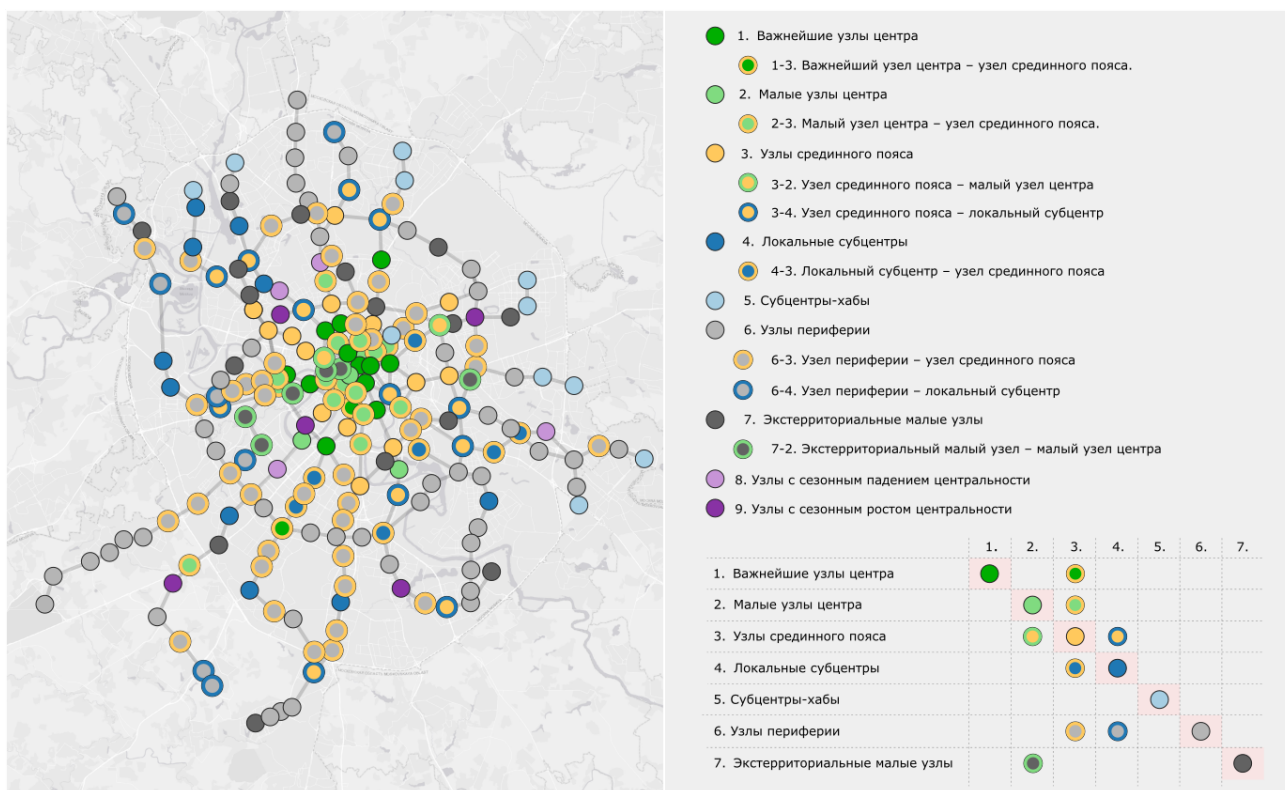 1. Важнейшие узлы центра
1-3. Важнейший узел центра – узел срединного пояса.
2. Малые узлы центра
2-3. Малый узел центра – узел срединного пояса.
3. Узлы срединного пояса
3-2. Узел срединного пояса – малый узел центра
3-4. Узел срединного пояса – локальный субцентр
4. Локальные субцентры
4-3. Локальный субцентр – узел срединного пояса
5. Субцентры-хабы
6. Узлы периферии
6-3. Узел периферии – узел срединного пояса
6-4. Узел периферии – локальный субцентр
7. Экстерриториальные малые узлы
7-2. Экстерриториальный малый узел – малый узел центра
8. Узлы с сезонным падением центральности
9. Узлы с сезонным ростом центральности
1. 2. 3. 4. 5. 6. 7.
1. Важнейшие узлы центра
2. Малые узлы центра
3. Узлы срединного пояса
4. Локальные субцентры
5. Субцентры-хабы
6. Узлы периферии
7. Экстерриториальные малые узлы